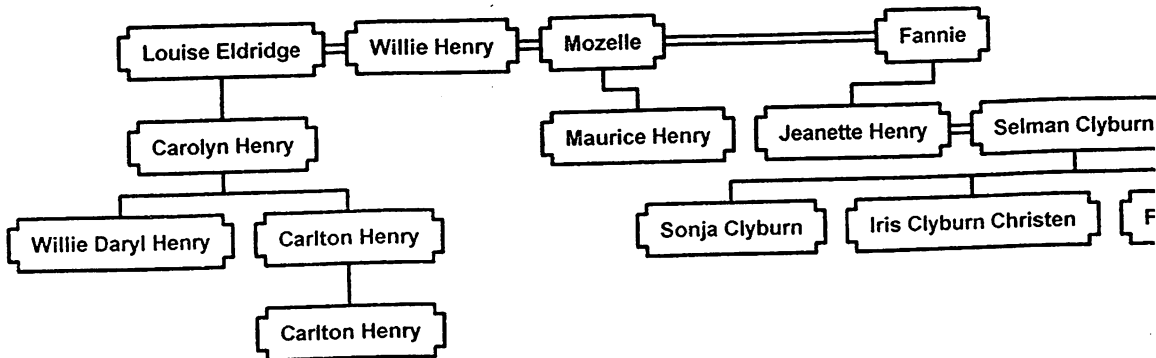 Louise Eldridge
Willie Henry
Mozelle
Fannie
Carolyn Henry
Maurice Henry
Jeanette Henry
Selman Clyburn
Willie Daryl Henry
Carlton Henry
Sonja Clyburn
Iris Clyburn Christen
F
Carlton Henry